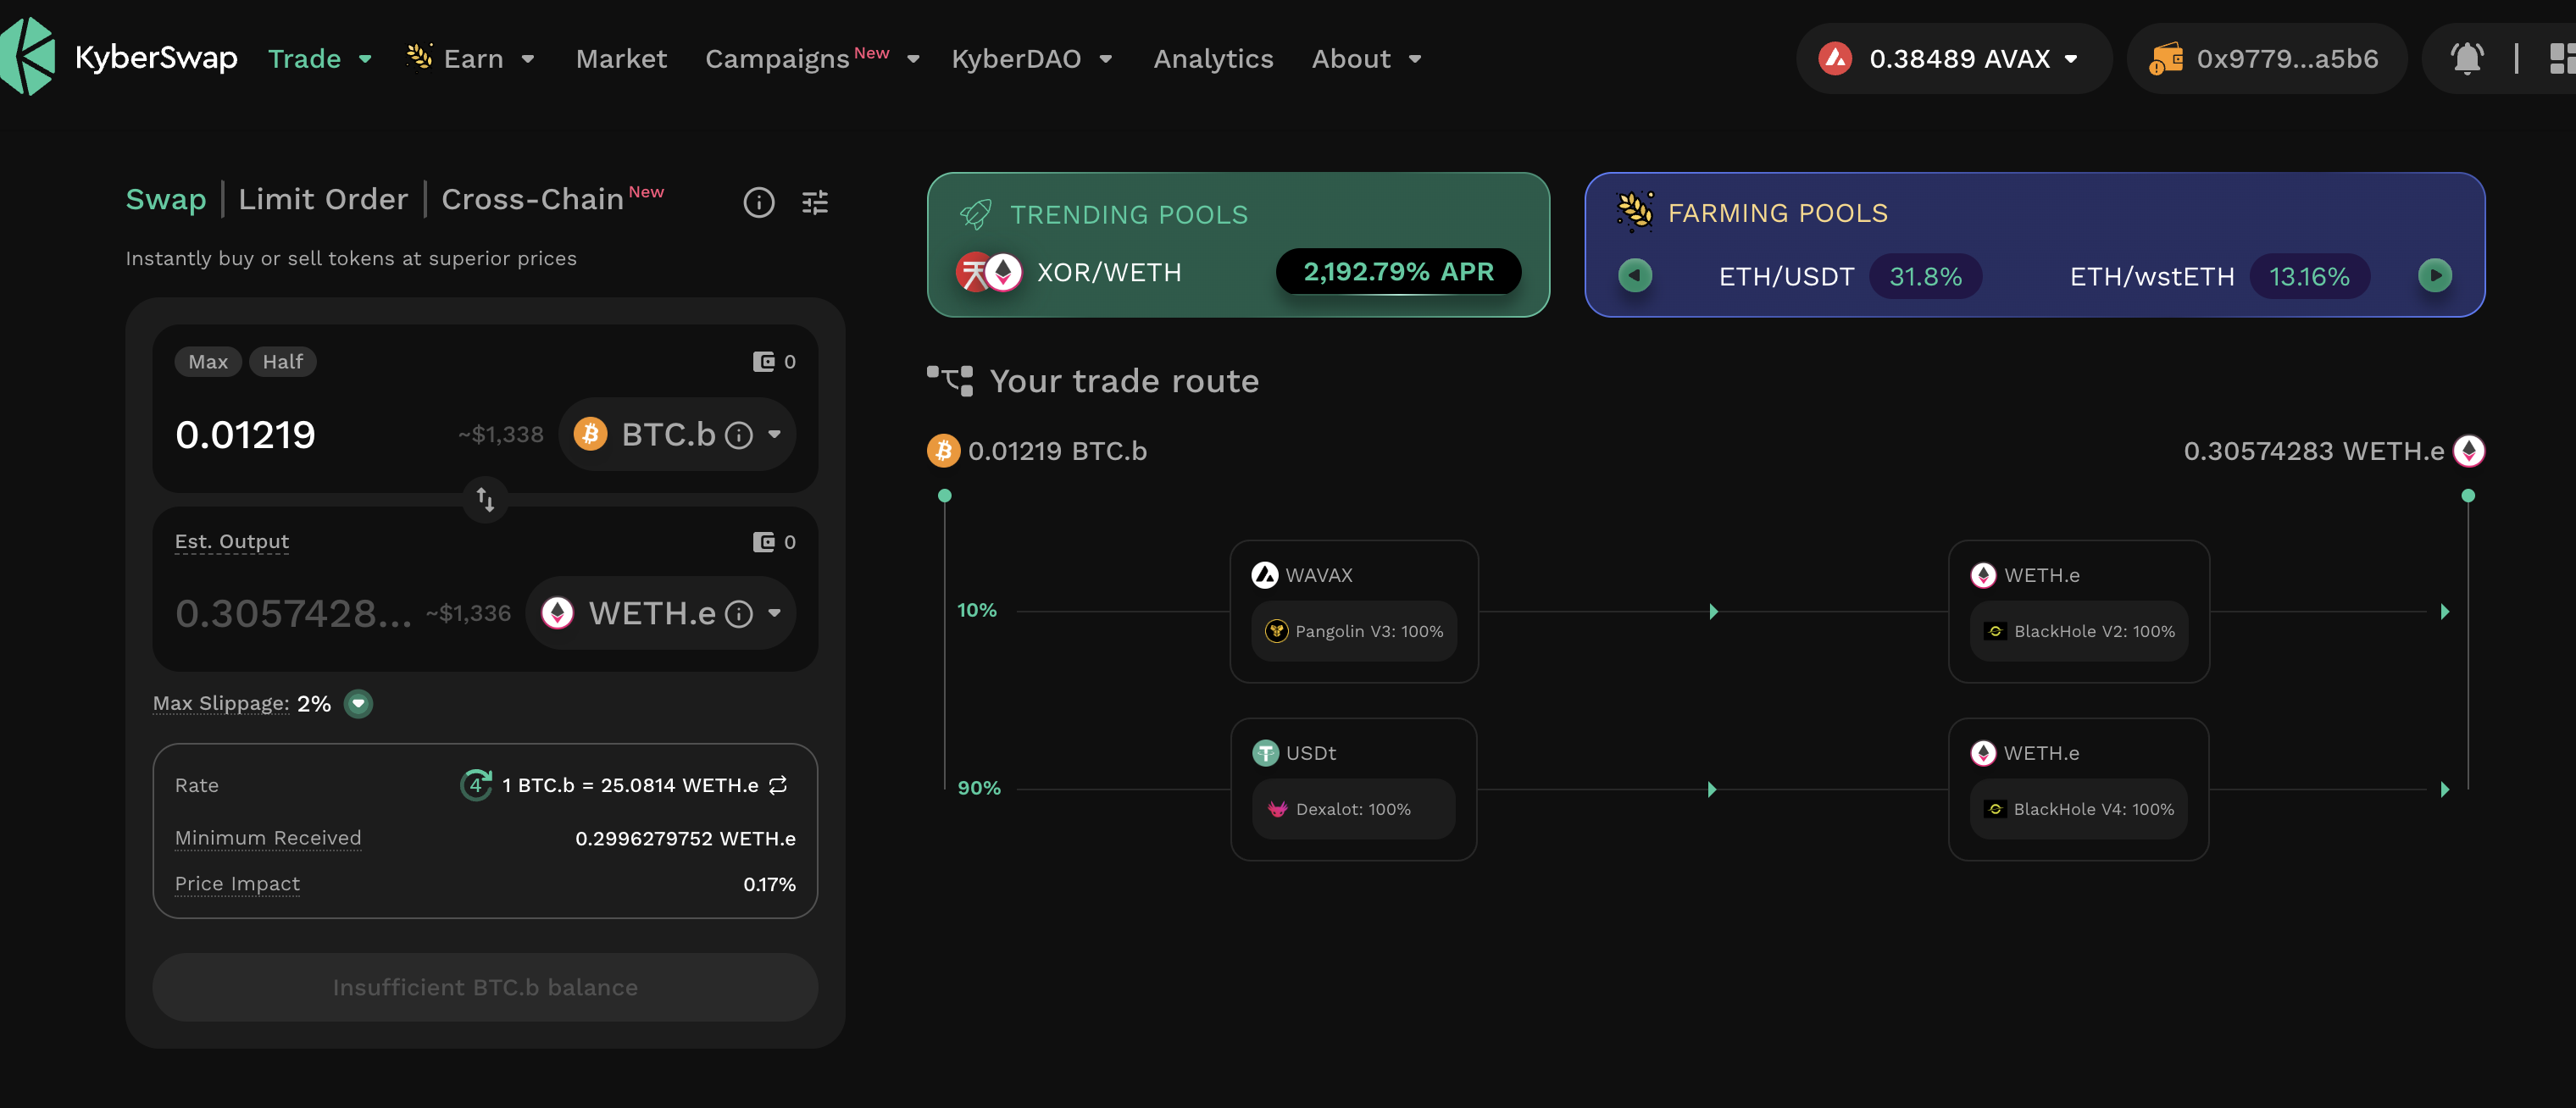 KyberSwap Trade Earn Market Campaigns New KyberDAO Analytics About 0.38489 AVAX 0x9779...a5b6
Swap | Limit Order | Cross-Chain New
Instantly buy or sell tokens at superior prices
Max Half 0
0.01219 ~$1,338 BTC.b
Est. Output 0
0.3057428... ~$1,336 WETH.e
Max Slippage: 2%
Rate 4 1 BTC.b = 25.0814 WETH.e
Minimum Received 0.2996279752 WETH.e
Price Impact 0.17%
Insufficient BTC.b balance
TRENDING POOLS
XOR/WETH 2,192.79% APR
FARMING POOLS
ETH/USDT 31.8% ETH/wstETH 13.16%
Your trade route
0.01219 BTC.b 0.30574283 WETH.e
WAVAX WETH.e
10% Pangolin V3: 100% BlackHole V2: 100%
USDt WETH.e
90% Dexalot: 100% BlackHole V4: 100%